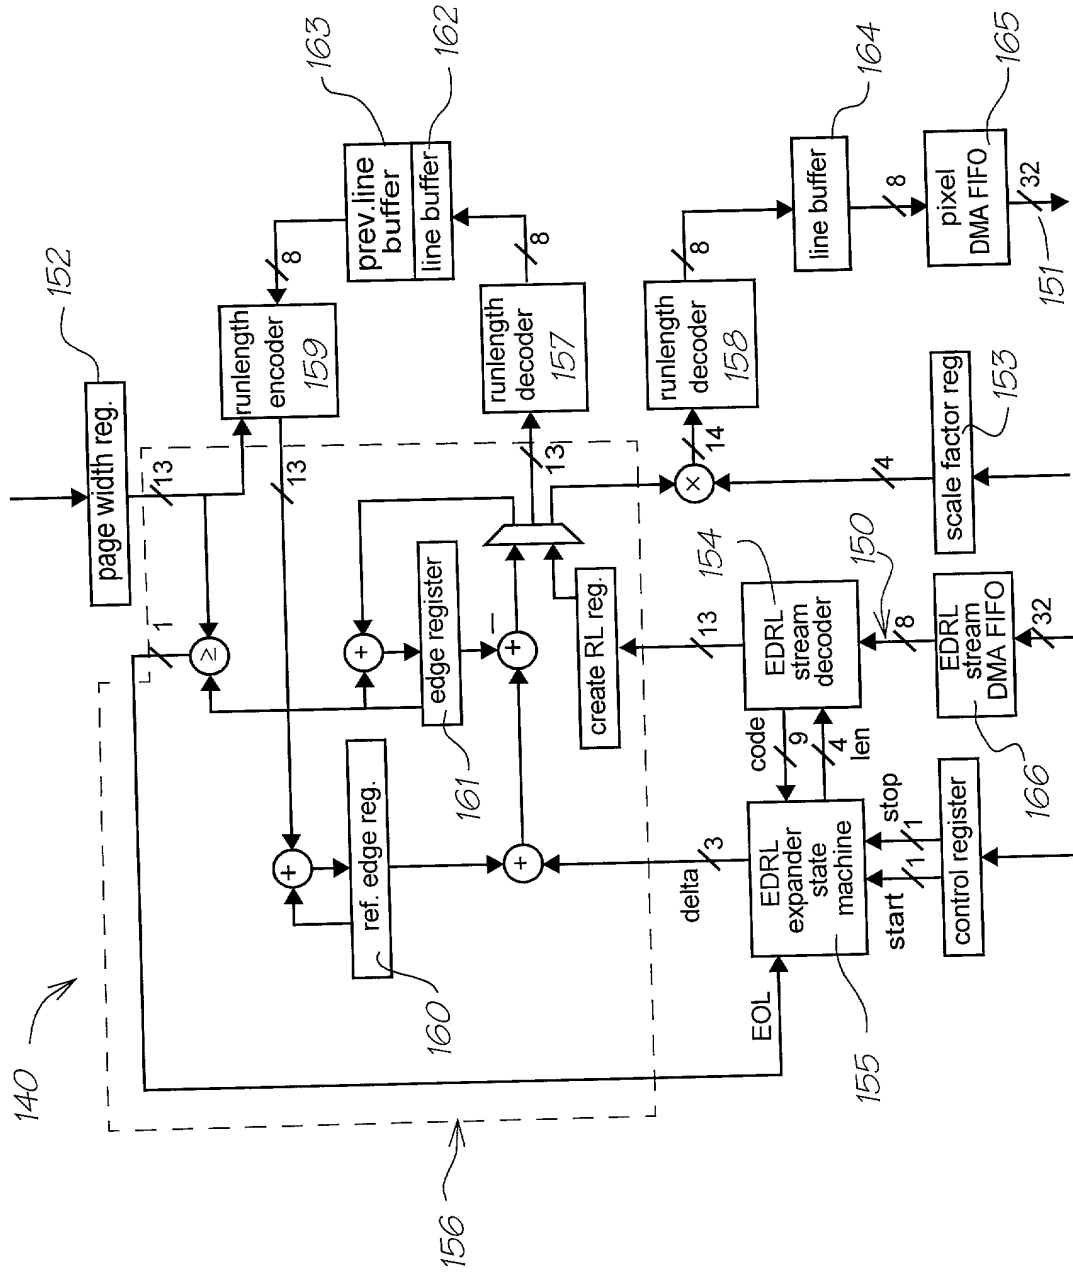 140
156
page width reg.
152
13
1
≥
runlength
encoder
159
13
8
prev.line
buffer
163
line buffer
162
+
ref. edge reg.
160
+
edge register
161
+
−
+
create RL reg.
13
runlength
decoder
157
8
runlength
decoder
158
8
14
×
4
scale factor reg
153
line buffer
164
8
pixel
DMA FIFO
165
32
151
EOL
delta
3
EDRL
expander
state
machine
155
code
9
4
len
EDRL
stream
decoder
154
13
150
8
EDRL
stream
DMA FIFO
166
32
start
1
stop
1
control register